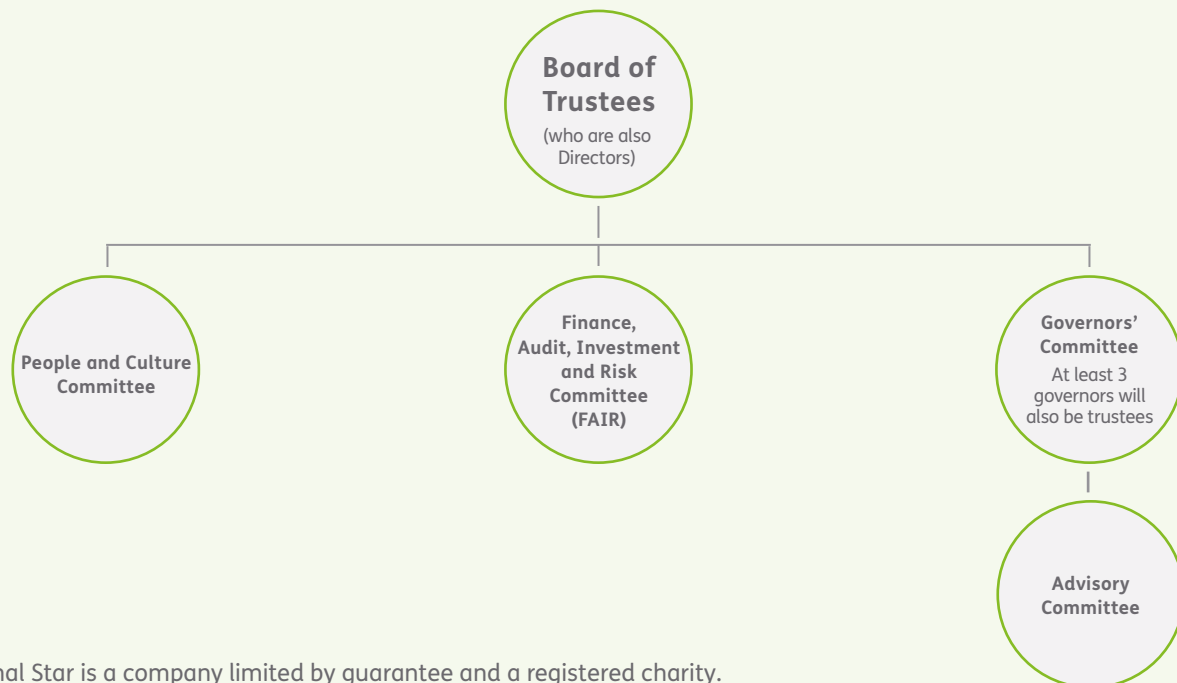 Board of
Trustees
(who are also
Directors)
People and Culture
Committee
Finance,
Audit, Investment
and Risk
Committee
(FAIR)
Governors’
Committee
At least 3
governors will
also be trustees
Advisory
Committee
Star is a company limited by guarantee and a registered charity.